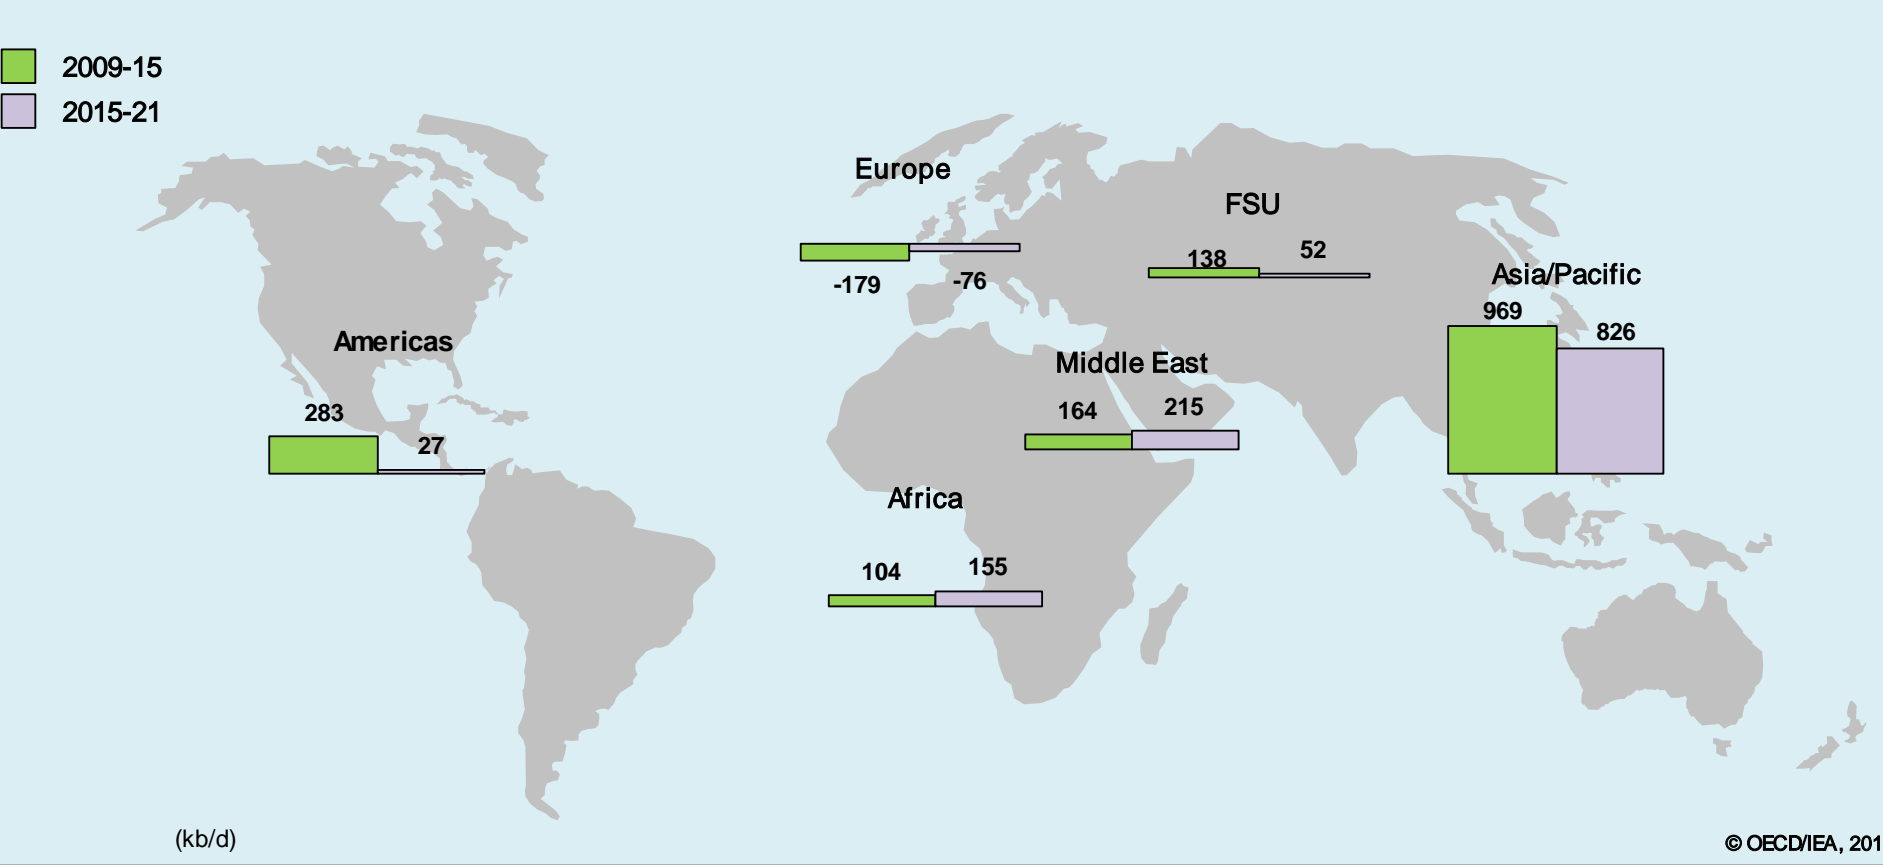 2009-15
2015-21
Europe
FSU
138
52
-179
-76
Asia/Pacific
969
826
Americas
283
27
Middle East
164
215
Africa
104
155
(kb/d)
© OECD/IEA, 201